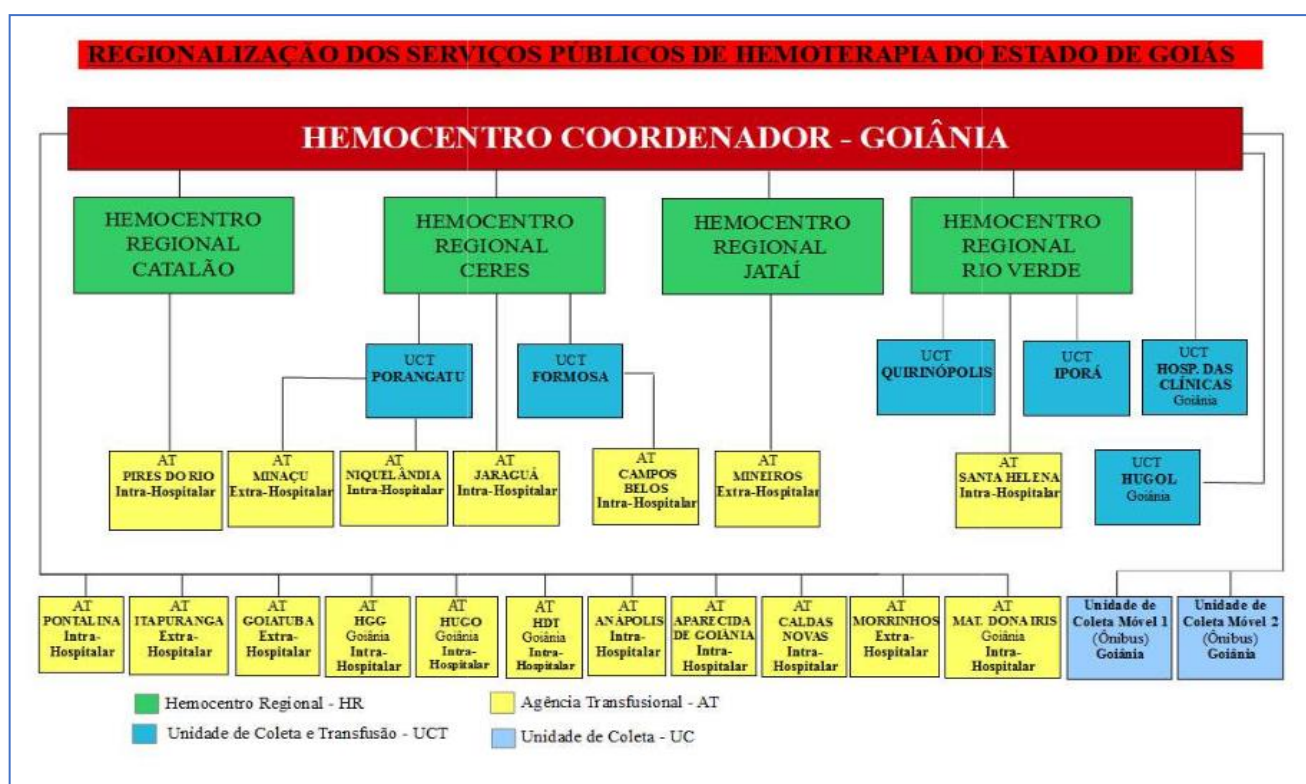 REGIONALIZAÇÃO DOS SERVIÇOS PÚBLICOS DE HEMOTERAPIA DO ESTADO DE GOIÁS
HEMOCENTRO COORDENADOR - GOIÂNIA
HEMOCENTRO
REGIONAL
CATALÃO
HEMOCENTRO
REGIONAL
CERES
HEMOCENTRO
REGIONAL
JATAÍ
HEMOCENTRO
REGIONAL
RIO VERDE
UCT
PORANGATU
UCT
FORMOSA
UCT
QUIRINÓPOLIS
UCT
IPORÁ
UCT
HOSP. DAS
CLÍNICAS
Goiânia
AT
PIRES DO RIO
Intra-Hospitalar
AT
MINAÇU
Extra-Hospitalar
AT
NIQUELÂNDIA
Intra-Hospitalar
AT
JARAGUÁ
Intra-Hospitalar
AT
CAMPOS
BELOS
Intra-Hospitalar
AT
MINEIROS
Extra-Hospitalar
AT
SANTA HELENA
Intra-Hospitalar
UCT
HUGOL
Goiânia
AT
PONTALINA
Intra-
Hospitalar
AT
ITAPURANGA
Extra-
Hospitalar
AT
GOIATUBA
Extra-
Hospitalar
AT
HGG
Goiânia
Intra-
Hospitalar
AT
HUGO
Goiânia
Intra-
Hospitalar
AT
HDT
Goiânia
Intra-
Hospitalar
AT
ANÁPOLIS
Intra-
Hospitalar
AT
APARECIDA
DE GOIÂNIA
Intra-
Hospitalar
AT
CALDAS
NOVAS
Intra-
Hospitalar
AT
MORRINHOS
Extra-
Hospitalar
AT
MAT. DONA IRIS
Goiânia
Intra-
Hospitalar
Unidade de
Coleta Móvel 1
(Ônibus)
Goiânia
Unidade de
Coleta Móvel 2
(Ônibus)
Goiânia
Hemocentro Regional - HR
Agência Transfusional - AT
Unidade de Coleta e Transfusão - UCT
Unidade de Coleta - UC